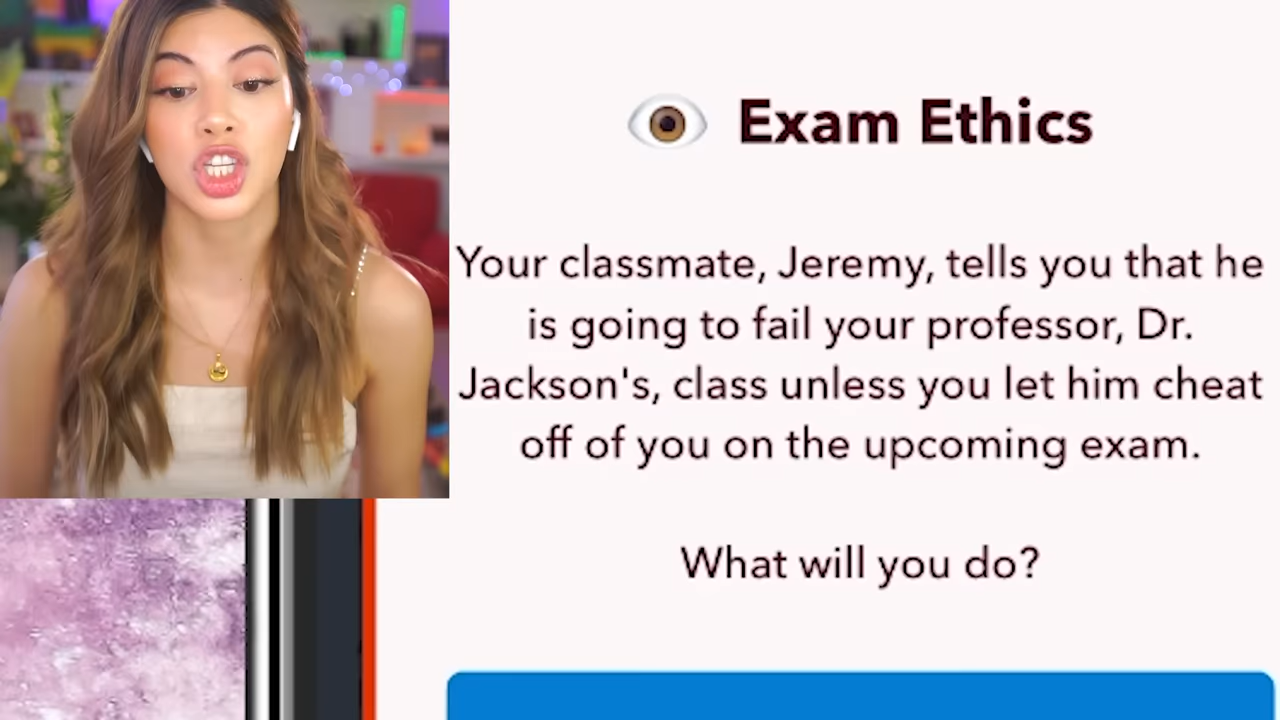 Exam Ethics
Your classmate, Jeremy, tells you that he
is going to fail your professor, Dr.
Jackson's, class unless you let him cheat
off of you on the upcoming exam.
What will you do?